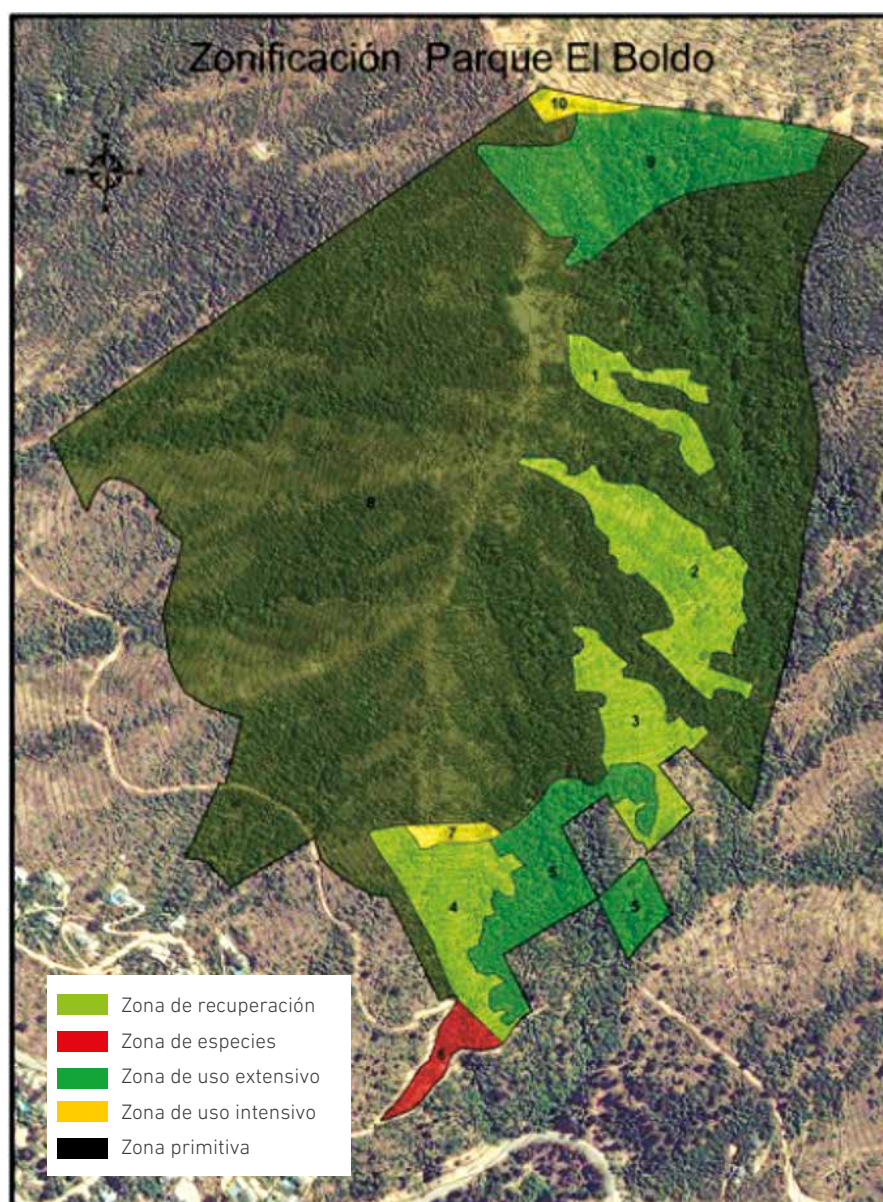 Zonificación Parque El Boldo
10
9
1
8
2
3
7
4
5
5
6
Zona de recuperación
Zona de especies
Zona de uso extensivo
Zona de uso intensivo
Zona primitiva